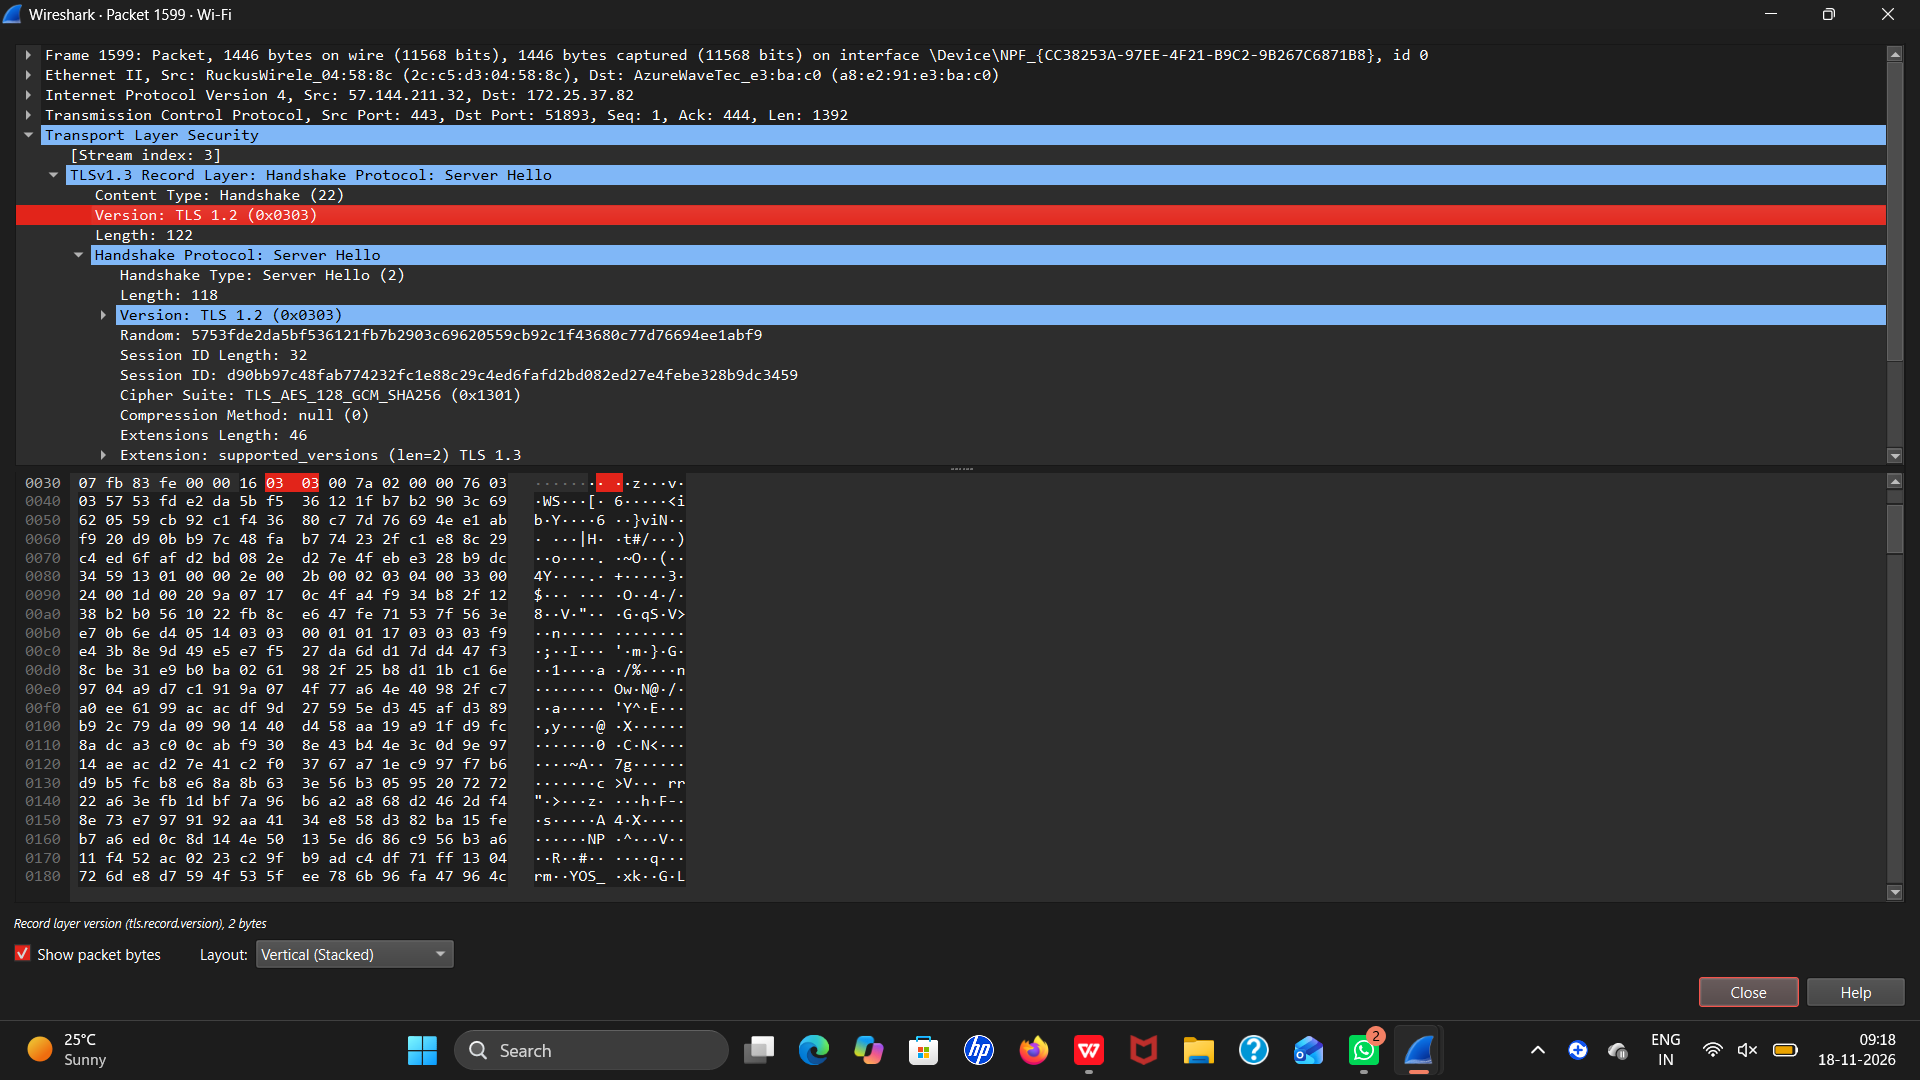 Wireshark · Packet 1599 · Wi-Fi
Frame 1599: Packet, 1446 bytes on wire (11568 bits), 1446 bytes captured (11568 bits) on interface \Device\NPF_{CC38253A-97EE-4F21-B9C2-9B267C6871B8}, id 0
Ethernet II, Src: RuckusWirele_04:58:8c (2c:c5:d3:04:58:8c), Dst: AzureWaveTec_e3:ba:c0 (a8:e2:91:e3:ba:c0)
Internet Protocol Version 4, Src: 57.144.211.32, Dst: 172.25.37.82
Transmission Control Protocol, Src Port: 443, Dst Port: 51893, Seq: 1, Ack: 444, Len: 1392
Transport Layer Security
[Stream index: 3]
TLSv1.3 Record Layer: Handshake Protocol: Server Hello
Content Type: Handshake (22)
Version: TLS 1.2 (0x0303)
Length: 122
Handshake Protocol: Server Hello
Handshake Type: Server Hello (2)
Length: 118
Version: TLS 1.2 (0x0303)
Random: 5753fde2da5bf536121fb7b2903c69620559cb92c1f43680c77d76694ee1abf9
Session ID Length: 32
Session ID: d90bb97c48fab774232fc1e88c29c4ed6fafd2bd082ed27e4febe328b9dc3459
Cipher Suite: TLS_AES_128_GCM_SHA256 (0x1301)
Compression Method: null (0)
Extensions Length: 46
Extension: supported_versions (len=2) TLS 1.3
0030 07 fb 83 fe 00 00 16 03 03 00 7a 02 00 00 76 03 ·········z···v·
0040 03 57 53 fd e2 da 5b f5 36 12 1f b7 b2 90 3c 69 ·WS···[· 6·····<i
0050 62 05 59 cb 92 c1 f4 36 80 c7 7d 76 69 4e e1 ab b·Y····6 ··}viN··
0060 f9 20 d9 0b b9 7c 48 fa b7 74 23 2f c1 e8 8c 29 · ···|H· ·t#/···)
0070 c4 ed 6f af d2 bd 08 2e d2 7e 4f eb e3 28 b9 dc ··o····. ·~O··(··
0080 34 59 13 01 00 00 2e 00 2b 00 02 03 04 00 33 00 4Y····.· +·····3·
0090 24 00 1d 00 20 9a 07 17 0c 4f a4 f9 34 b8 2f 12 $··· ··· ·O··4·/·
00a0 38 b2 b0 56 10 22 fb 8c e6 47 fe 71 53 7f 56 3e 8··V·"·· ·G·qS·V>
00b0 e7 0b 6e d4 05 14 03 03 00 01 01 17 03 03 03 f9 ··n····· ········
00c0 e4 3b 8e 9d 49 e5 e7 f5 27 da 6d d1 7d d4 47 f3 ·;··I··· '·m·}·G·
00d0 8c be 31 e9 b0 ba 02 61 98 2f 25 b8 d1 1b c1 6e ··1····a ·/%····n
00e0 97 04 a9 d7 c1 91 9a 07 4f 77 a6 4e 40 98 2f c7 ········ Ow·N@·/·
00f0 a0 ee 61 99 ac ac df 9d 27 59 5e d3 45 af d3 89 ··a····· 'Y^·E···
0100 b9 2c 79 da 09 90 14 40 d4 58 aa 19 a9 1f d9 fc ·,y····@ ·X······
0110 8a dc a3 c0 0c ab f9 30 8e 43 b4 4e 3c 0d 9e 97 ·······0 ·C·N<···
0120 14 ae ac d2 7e 41 c2 f0 37 67 a7 1e c9 97 f7 b6 ····~A·· 7g······
0130 d9 b5 fc b8 e6 8a 8b 63 3e 56 b3 05 95 20 72 72 ·······c >V··· rr
0140 22 a6 3e fb 1d bf 7a 96 b6 a2 a8 68 d2 46 2d f4 "·>···z· ···h·F-·
0150 8e 73 e7 97 91 92 aa 41 34 e8 58 d3 82 ba 15 fe ·s·····A 4·X·····
0160 b7 a6 ed 0c 8d 14 4e 50 13 5e d6 86 c9 56 b3 a6 ······NP ·^···V··
0170 11 f4 52 ac 02 23 c2 9f b9 ad c4 df 71 ff 13 04 ··R··#·· ····q···
0180 72 6d e8 d7 59 4f 53 5f ee 78 6b 96 fa 47 96 4c rm··YOS_ ·xk··G·L
Record layer version (tls.record.version), 2 bytes
Show packet bytes Layout: Vertical (Stacked)
Close Help
25°C
Sunny
Search
hp
2
ENG
IN
09:18
18-11-2026